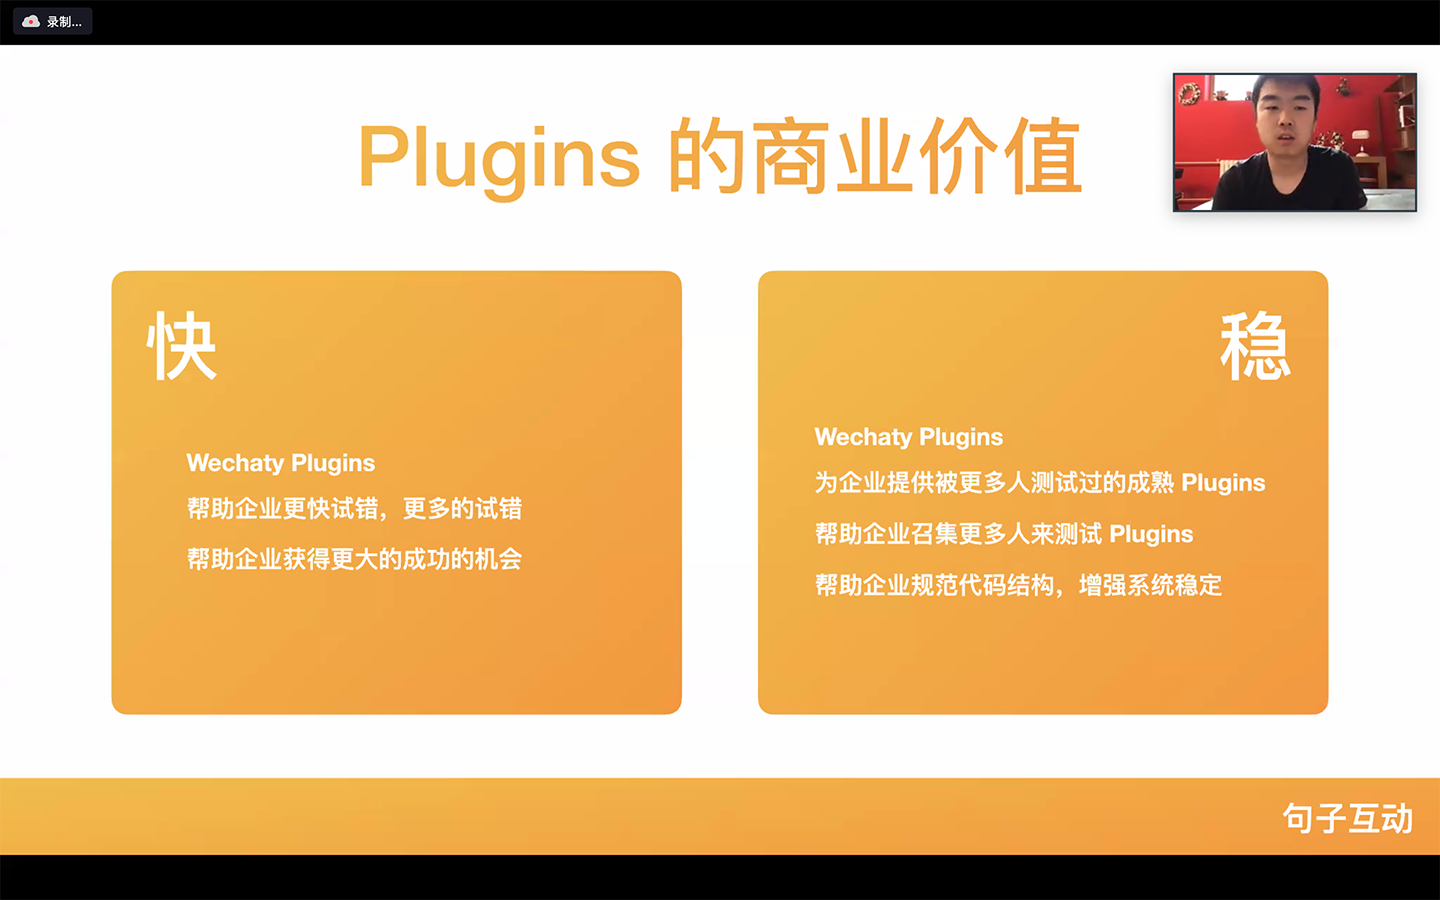 录制...
Plugins 的商业价值
快
Wechaty Plugins
帮助企业更快试错，更多的试错
帮助企业获得更大的成功的机会
稳
Wechaty Plugins
为企业提供被更多人测试过的成熟 Plugins
帮助企业召集更多人来测试 Plugins
帮助企业规范代码结构，增强系统稳定
句子互动